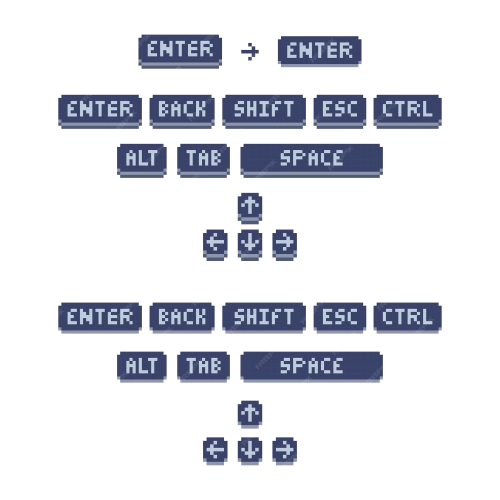 ENTER → ENTER
ENTER BACK SHIFT ESC CTRL
ALT TAB SPACE
↑
← ↓ →
ENTER BACK SHIFT ESC CTRL
ALT TAB SPACE
↑
← ↓ →